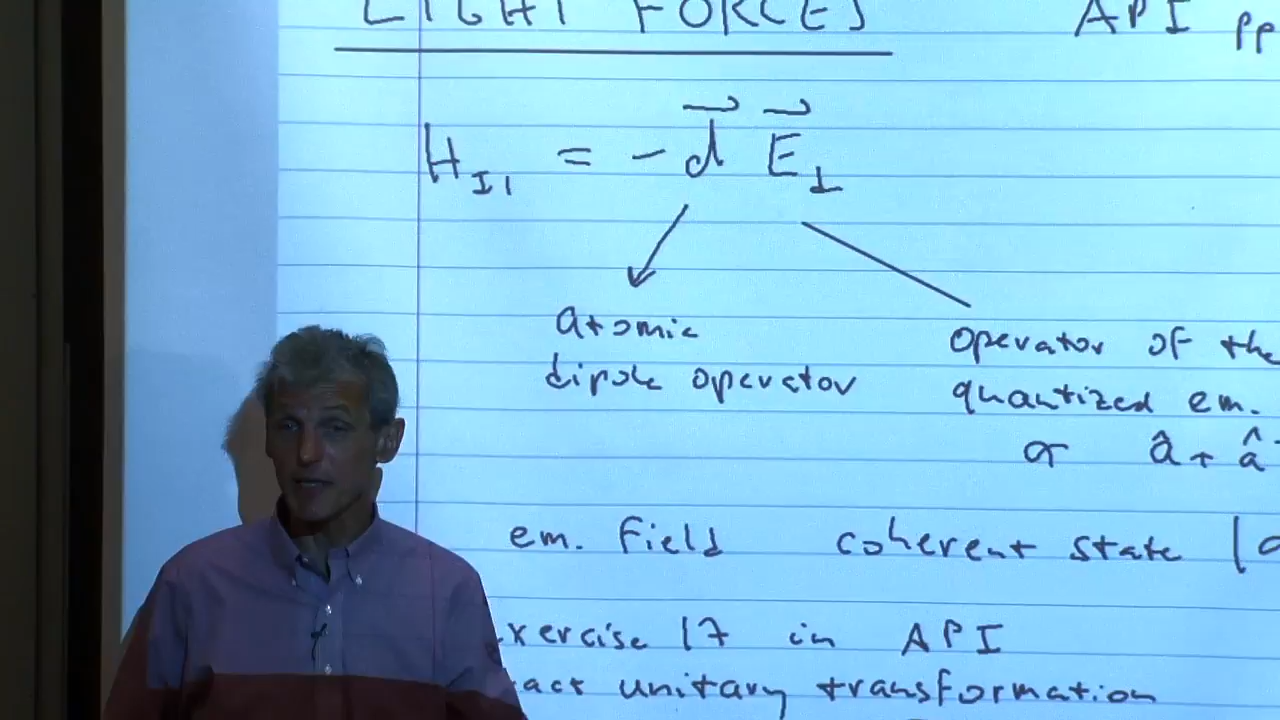 LIGHT FORCES API pp
H_I1 = - d⃗ E⃗_⊥
atomic
dipole operator
operator of the
quantized em.
α â + â
em. field coherent state |
xercise 17 in API
act unitary transformation